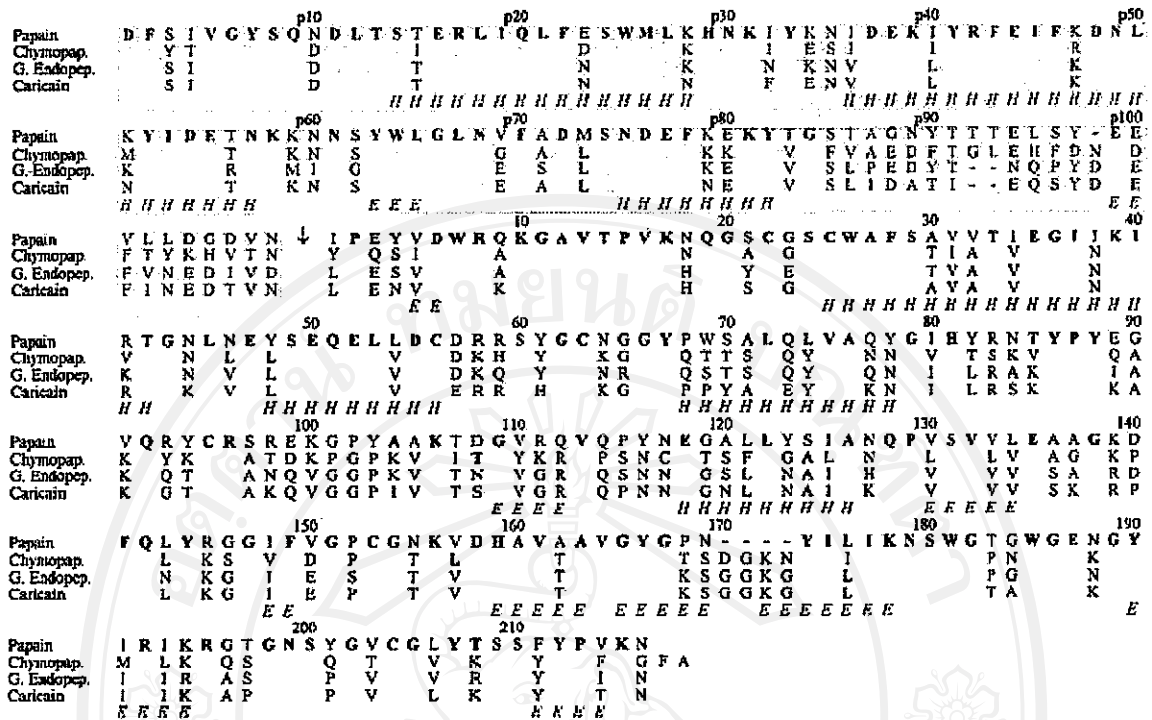 p10 p20 p30 p40 p50
Papain D F S I V G Y S Q N D L T S T E R L I Q L F E S W M L K H N K I Y K N I D E K I Y R F E I F K D N L
Chymopap. Y T D I D K I E S I I R
G. Endopep. S I D T N K N K N V L K
Caricain S I D T N N F E N V L K
H H H H H H H H H H H H H H H H H H H H H H H H H H H H H H
p60 p70 p80 p90 p100
Papain K Y I D E T N K K N N S Y W L G L N V F A D M S N D E F K E K Y T G S T A G N Y T T T E L S Y - E E
Chymopap. M T K N S G A L K K V F V A E D F T G L E H F D N D
G. Endopep. K R M I G E S L K E V S L P E D Y T - - N Q P Y D E
Caricain N T K N S E A L N E V S L I D A T I - - E Q S Y D E
H H H H H H H E E E H H H H H H H H E E
10 20 30 40
Papain V L L D G D V N ↓ I P E Y V D W R Q K G A V T P V K N Q G S C G S C W A F S A V V T I E G I I K I
Chymopap. F T Y K H V T N Y Q S I A N A G T I A V N
G. Endopep. F V N E D I V D L E S V A H Y E T V A V N
Caricain F I N E D T V N L E N V K H S G A V A V N
E E H H H H H H H H H H H H H H H H
50 60 70 80 90
Papain R T G N L N E Y S E Q E L L D C D R R S Y G C N G G Y P W S A L Q L V A Q Y G I H Y R N T Y P Y E G
Chymopap. V N L L V D K H Y K G Q T T S Q Y N N V T S K V Q A
G. Endopep. K N V L V D K Q Y N R Q S T S Q Y Q N I L R A K I A
Caricain R K V L V E R R H K G P P Y A E Y K N I L R S K K A
H H H H H H H H H H H H H H H H H H H H H
100 110 120 130 140
Papain V Q R Y C R S R E K G P Y A A K T D G V R Q V Q P Y N E G A L L Y S I A N Q P V S V V L E A A G K D
Chymopap. K Y K A T D K P G P K V I T Y K R P S N C T S F G A L N L L V A G K P
G. Endopep. K Q T A N Q V G G P K V T N V G R Q S N N G S L N A I H V V V S A R D
Caricain K G T A K Q V G G P I V T S V G R Q P N N G N L N A I K V V V S K R P
E E E E H H H H H H H H H E E E E E
150 160 170 180 190
Papain F Q L Y R G G I F V G P C G N K V D H A V A A V G Y G P N - - - - Y I L I K N S W G T G W G E N G Y
Chymopap. L K S V D P T L T T S D G K N I P N K
G. Endopep. N K G I E S T V T K S G G K G L P G N
Caricain L K G I E P T V T K S G G K G L T A K
E E E E E E E E E E E E E E E E E E E E
200 210
Papain I R I K R G T G N S Y G V C G L Y T S S F Y P V K N
Chymopap. M L K Q S Q T V K Y F G F A
G. Endopep. I I R A S P V V R Y I N
Caricain I I K A P P V L K Y T N
E E E E E E E E